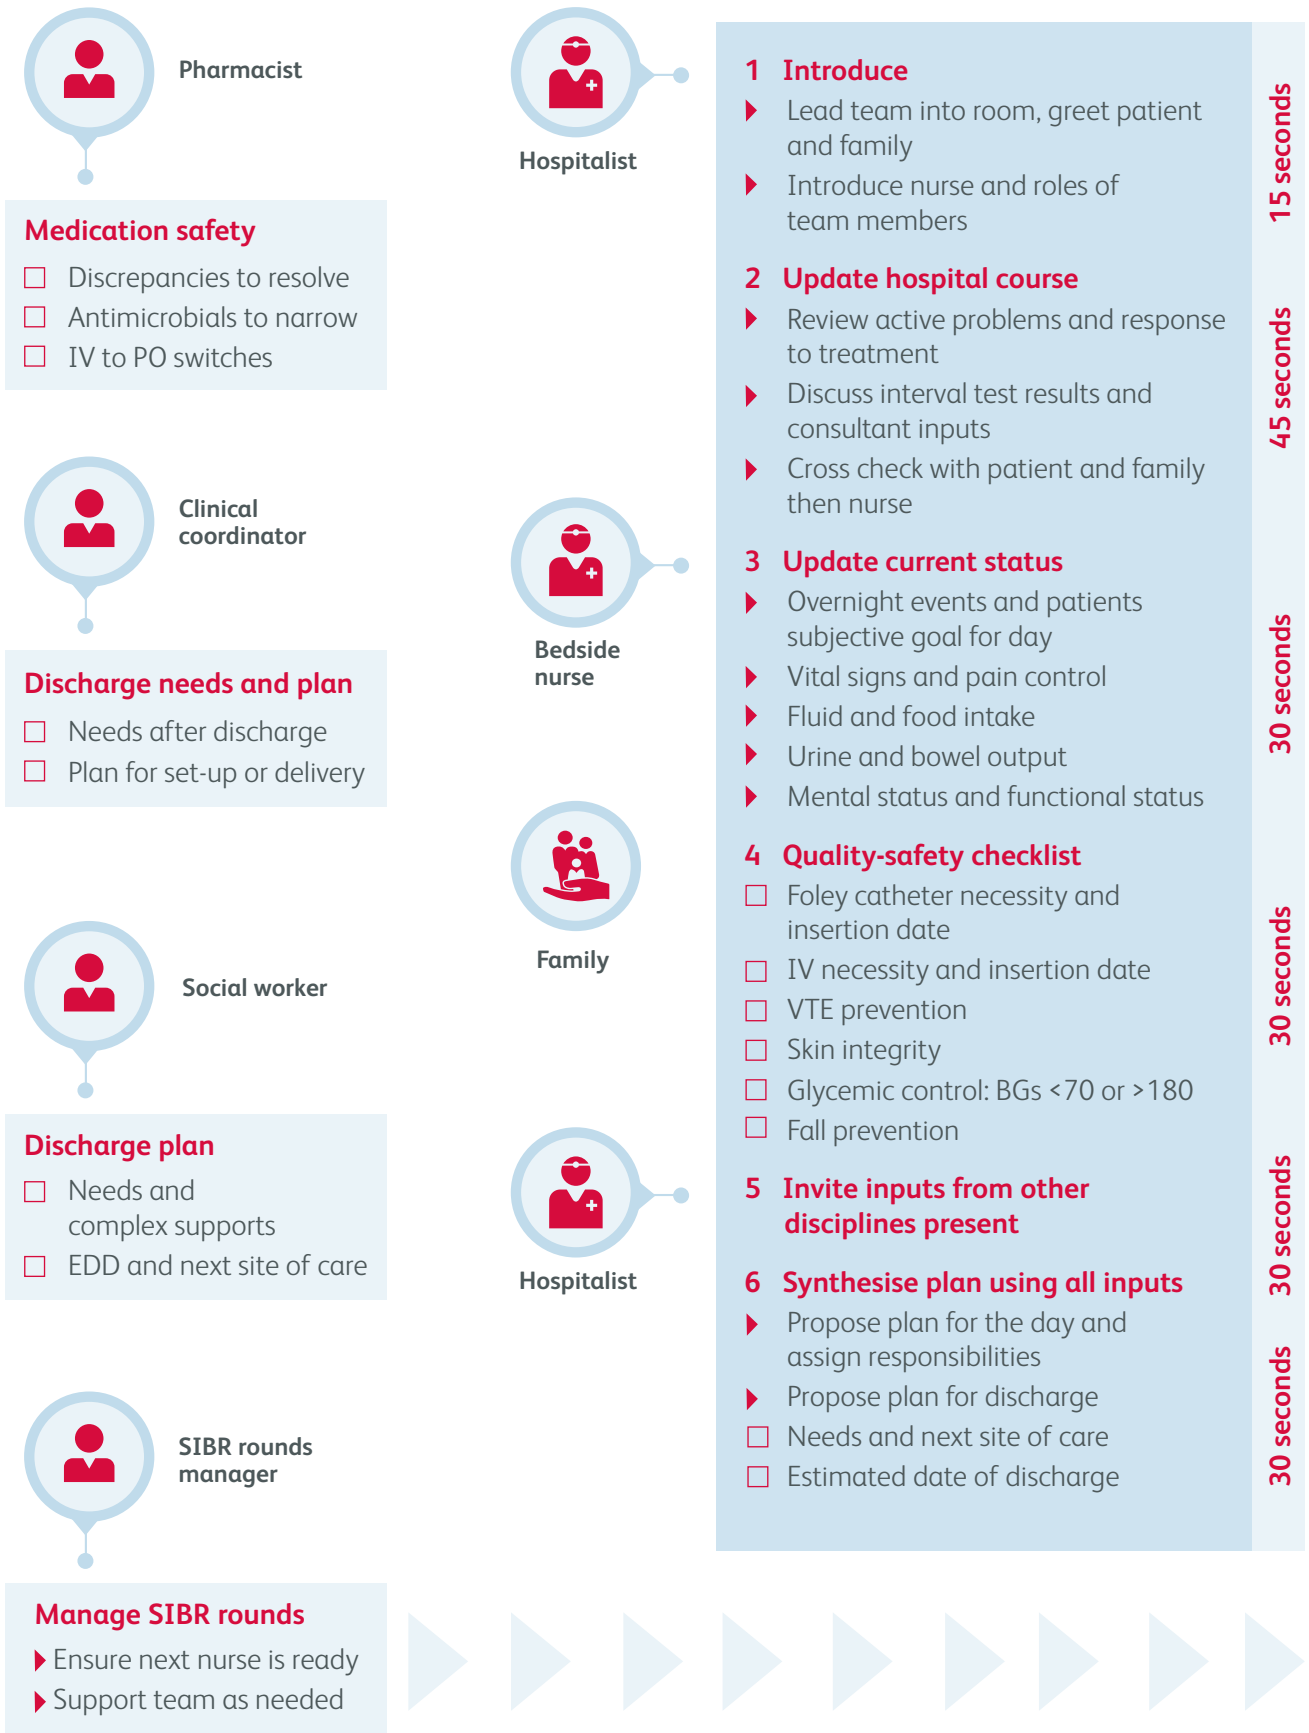 Pharmacist
Medication safety
Discrepancies to resolve
Antimicrobials to narrow
IV to PO switches
Clinical
coordinator
Discharge needs and plan
Needs after discharge
Plan for set-up or delivery
Social worker
Discharge plan
Needs and
complex supports
EDD and next site of care
SIBR rounds
manager
Manage SIBR rounds
Ensure next nurse is ready
Support team as needed
Hospitalist
Bedside
nurse
Family
Hospitalist
1 Introduce
Lead team into room, greet patient
and family
Introduce nurse and roles of
team members
15 seconds
2 Update hospital course
Review active problems and response
to treatment
Discuss interval test results and
consultant inputs
Cross check with patient and family
then nurse
45 seconds
3 Update current status
Overnight events and patients
subjective goal for day
Vital signs and pain control
Fluid and food intake
Urine and bowel output
Mental status and functional status
30 seconds
4 Quality-safety checklist
Foley catheter necessity and
insertion date
IV necessity and insertion date
VTE prevention
Skin integrity
Glycemic control: BGs <70 or >180
Fall prevention
30 seconds
5 Invite inputs from other
disciplines present
30 seconds
6 Synthesise plan using all inputs
Propose plan for the day and
assign responsibilities
Propose plan for discharge
Needs and next site of care
Estimated date of discharge
30 seconds